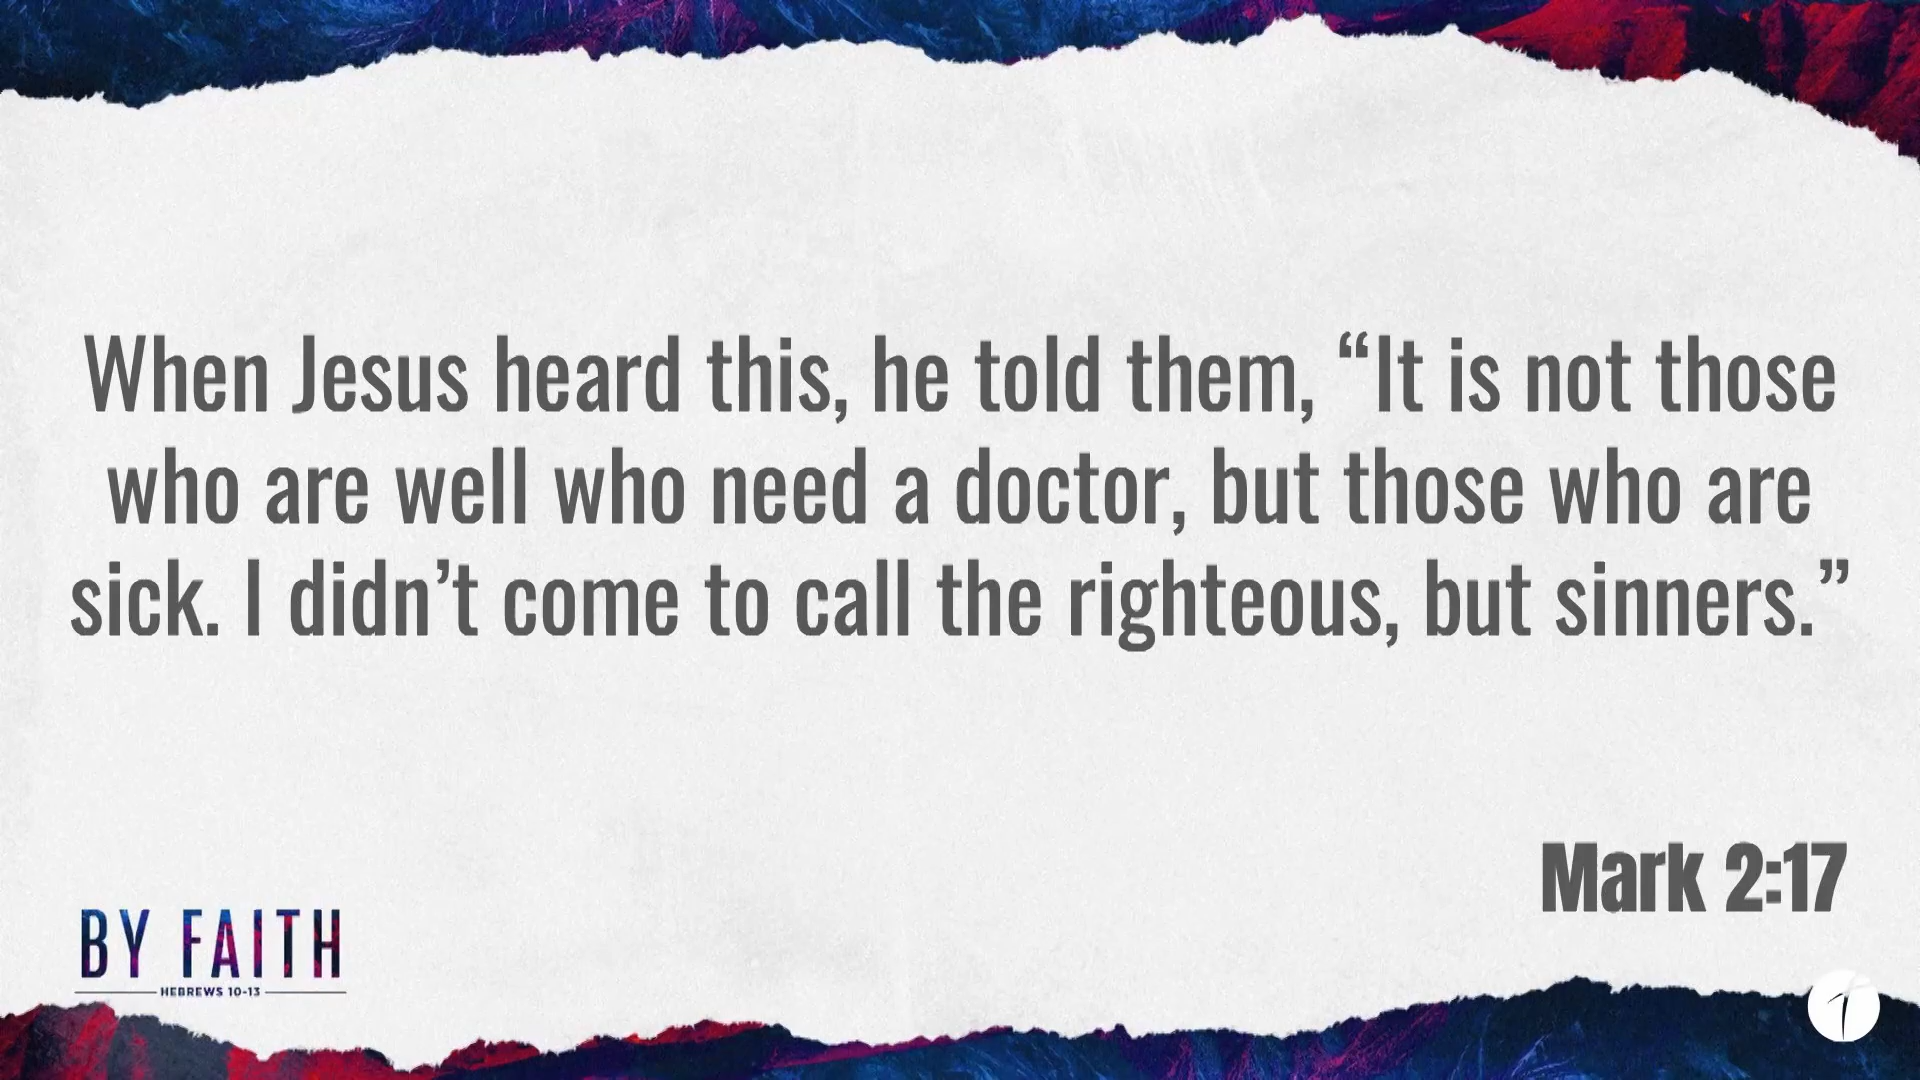 When Jesus heard this, he told them, “It is not those
who are well who need a doctor, but those who are
sick. I didn’t come to call the righteous, but sinners.”
Mark 2:17
BY FAITH
HEBREWS 10-13